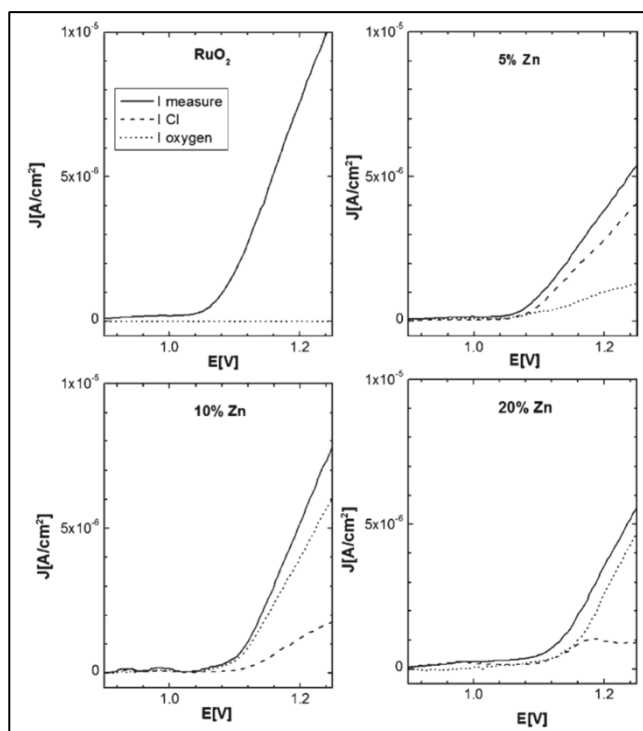 1x10⁻⁵
RuO₂
I measure
I Cl
I oxygen
5x10⁻⁶
0
J[A/cm²]
1.0
1.2
E[V]
1x10⁻⁵
5% Zn
5x10⁻⁶
0
J[A/cm²]
1.0
1.2
E[V]
1x10⁻⁵
10% Zn
5x10⁻⁶
0
J[A/cm²]
1.0
1.2
E[V]
1x10⁻⁵
20% Zn
5x10⁻⁶
0
J[A/cm²]
1.0
1.2
E[V]